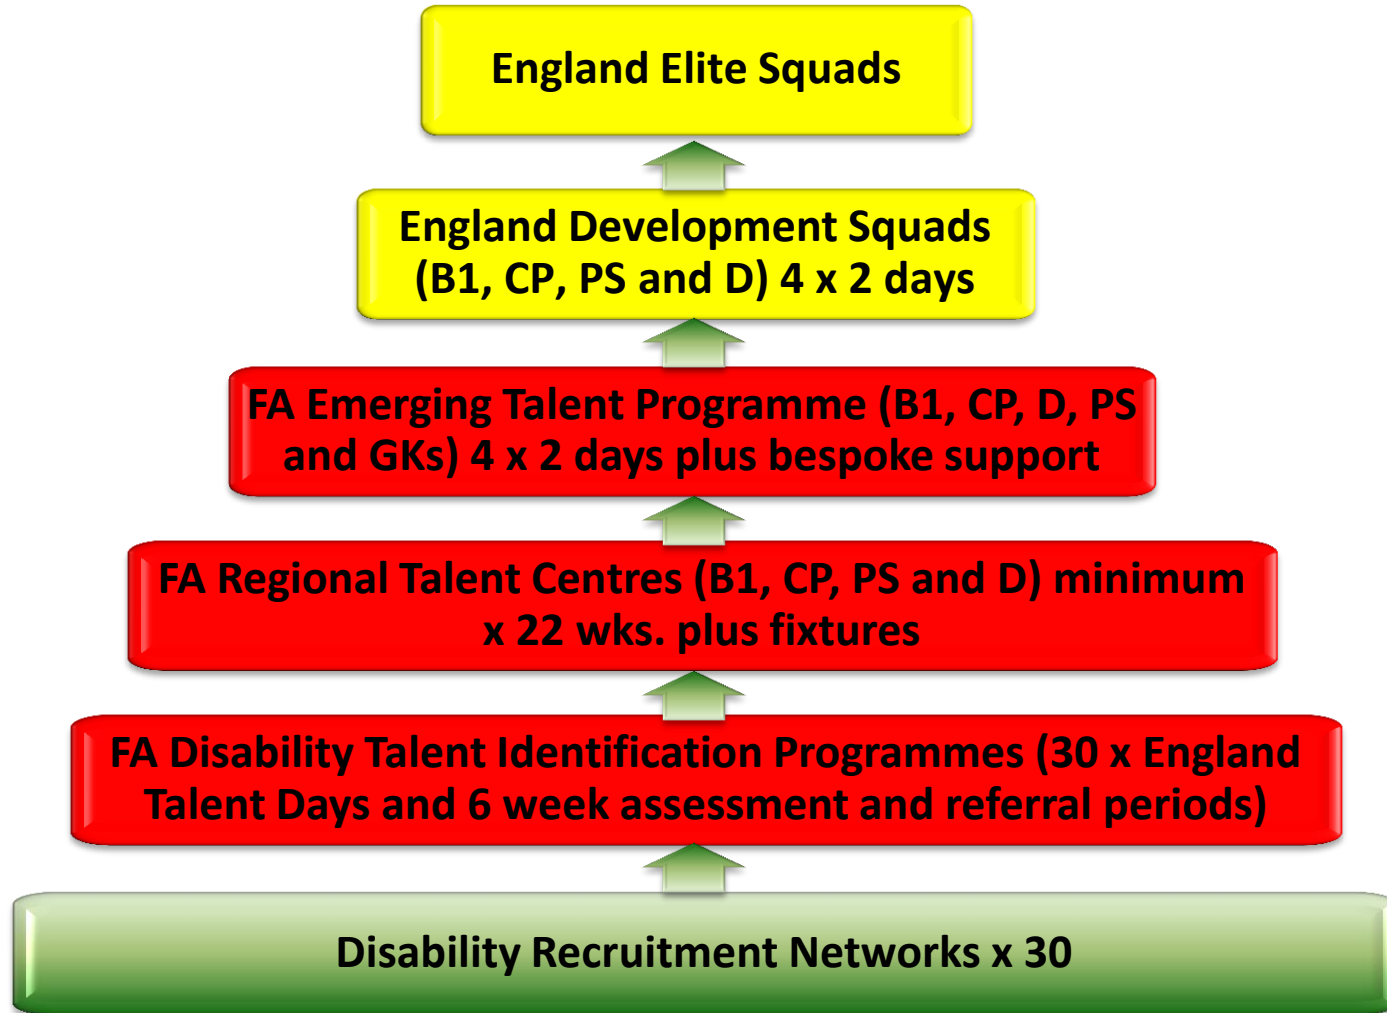 England Elite Squads
England Development Squads
(B1, CP, PS and D) 4 x 2 days
FA Emerging Talent Programme (B1, CP, D, PS
and GKs) 4 x 2 days plus bespoke support
FA Regional Talent Centres (B1, CP, PS and D) minimum
x 22 wks. plus fixtures
FA Disability Talent Identification Programmes (30 x England
Talent Days and 6 week assessment and referral periods)
Disability Recruitment Networks x 30